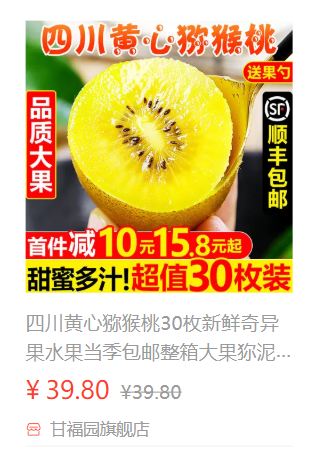 四川黄心猕猴桃
送果勺
品质大果
SF
顺丰包邮
首件减10元15.8元起
甜蜜多汁!超值30枚装
四川黄心猕猴桃30枚新鲜奇异
果水果当季包邮整箱大果狝泥...
¥ 39.80 ¥39.80
甘福园旗舰店